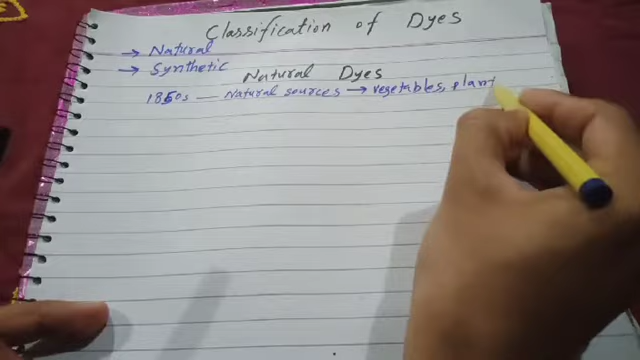 Classification of Dyes
→ Natural
→ Synthetic
Natural Dyes
1850s — Natural sources → vegetables, plant